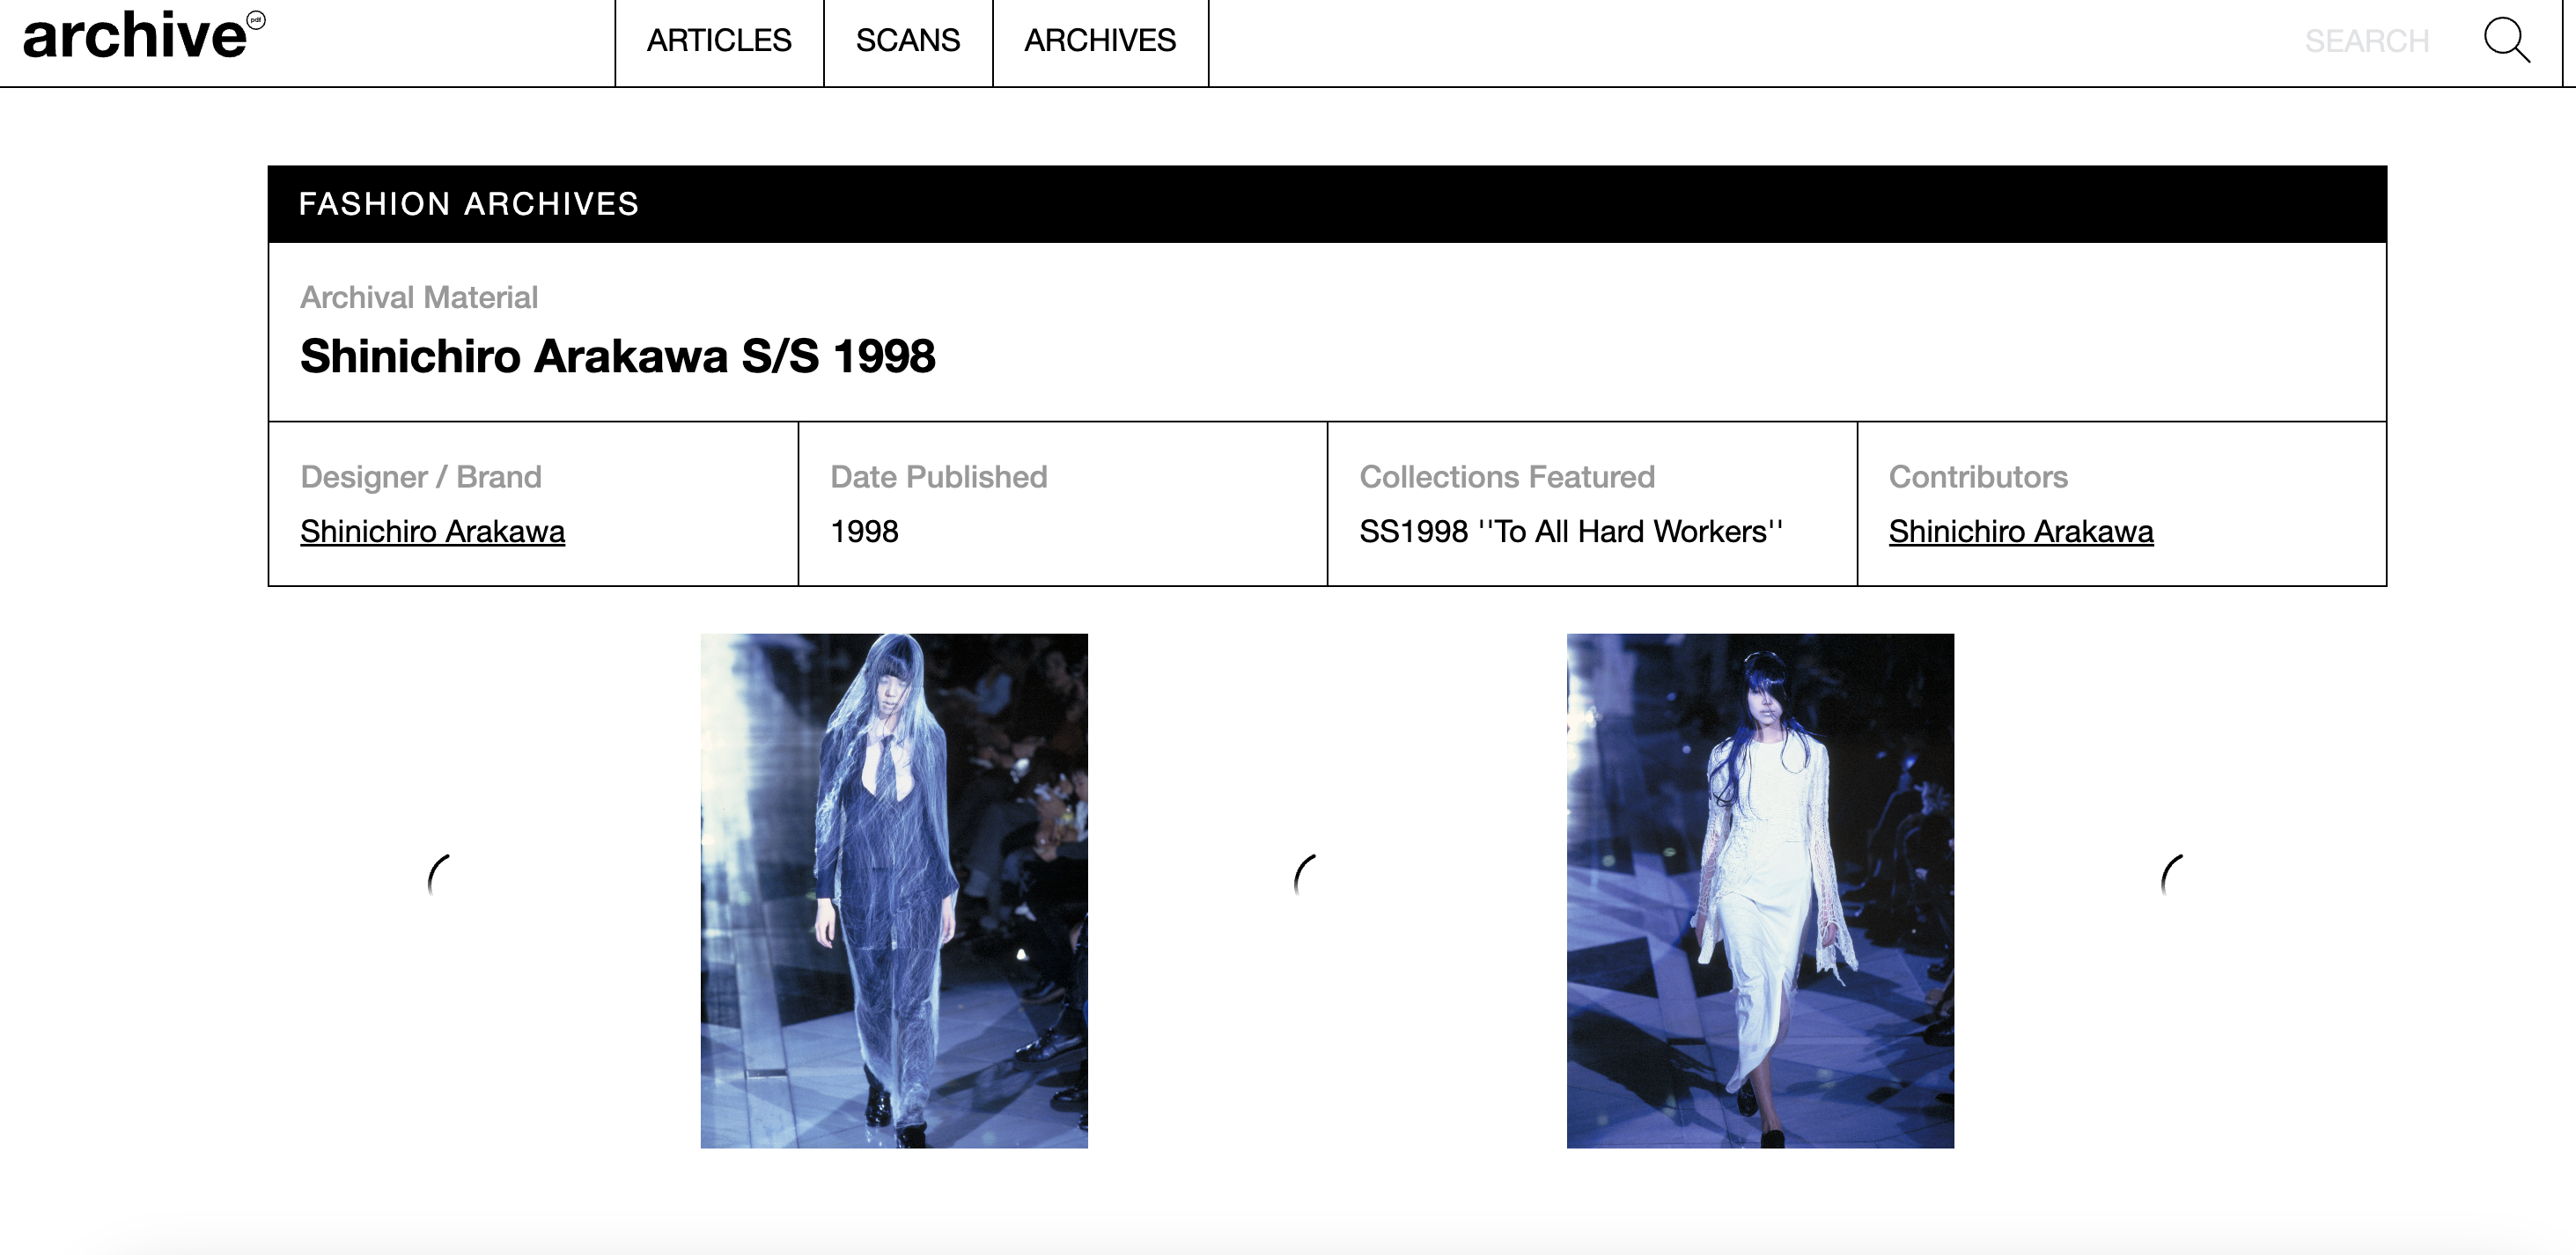 archive pdf
ARTICLES
SCANS
ARCHIVES
SEARCH
FASHION ARCHIVES
Archival Material
Shinichiro Arakawa S/S 1998
Designer / Brand
Shinichiro Arakawa
Date Published
1998
Collections Featured
SS1998 ''To All Hard Workers''
Contributors
Shinichiro Arakawa